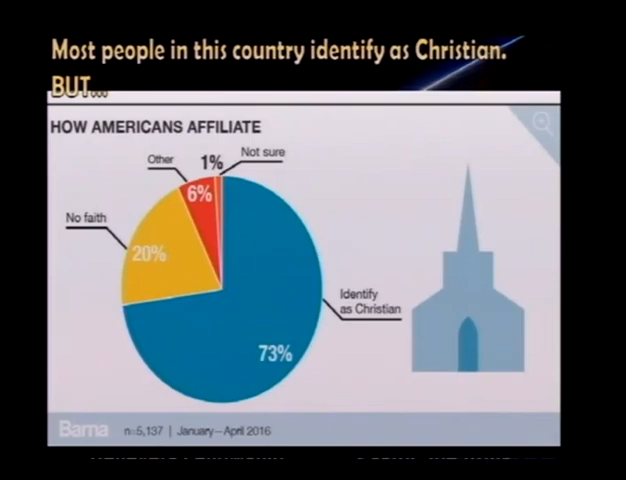 Most people in this country identify as Christian.
BUT...
HOW AMERICANS AFFILIATE
Other
1%
Not sure
6%
No faith
20%
Identify
as Christian
73%
Barna
n=5,137 | January–April 2016